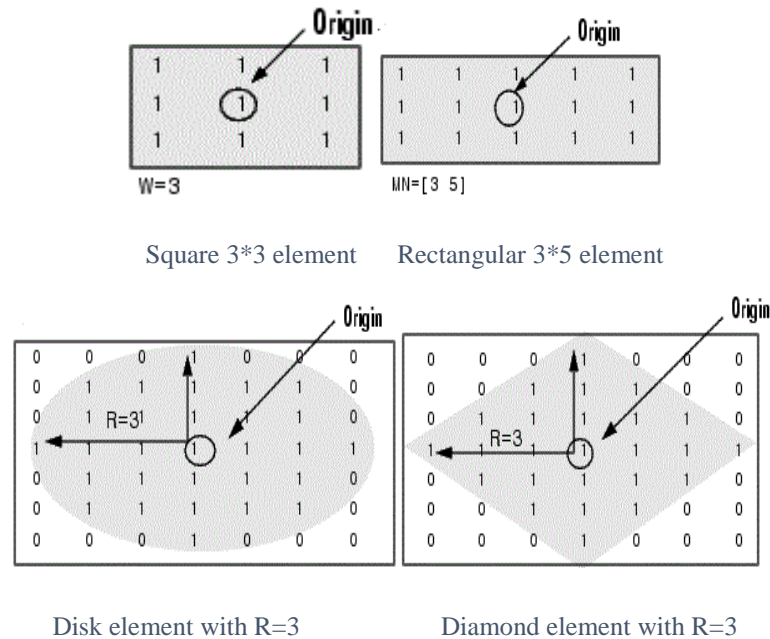 Origin
1 1 1
1 1 1
1 1 1
W=3
Origin
1 1 1 1 1
1 1 1 1 1
1 1 1 1 1
MN=[3 5]
Square 3*3 element
Rectangular 3*5 element
Origin
0 0 0 1 0 0 0
0 1 1 1 1 1 0
0 1 1 1 1 1 0
R=3
1 1 1 1 1 1 1
0 1 1 1 1 1 0
0 1 1 1 1 1 0
0 0 0 1 0 0 0
Origin
0 0 0 1 0 0 0
0 0 1 1 1 0 0
0 1 1 1 1 1 0
R=3
1 1 1 1 1 1 1
0 1 1 1 1 1 0
0 0 1 1 1 0 0
0 0 0 1 0 0 0
Disk element with R=3
Diamond element with R=3